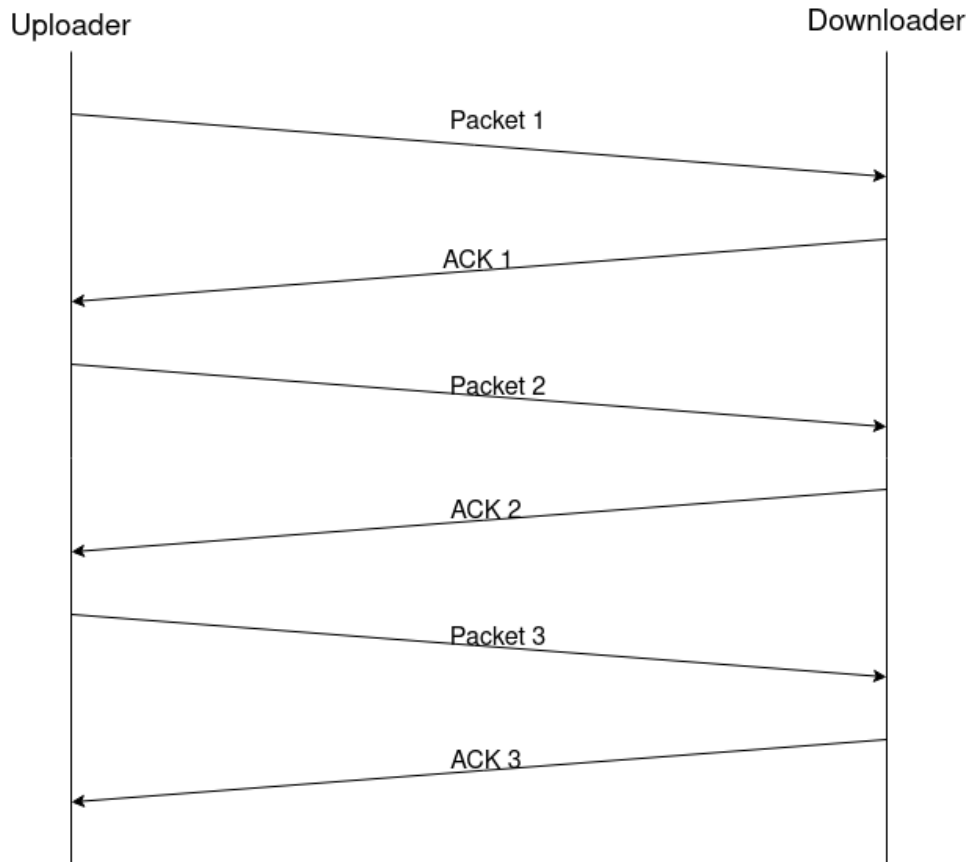 Uploader
Downloader
Packet 1
ACK 1
Packet 2
ACK 2
Packet 3
ACK 3